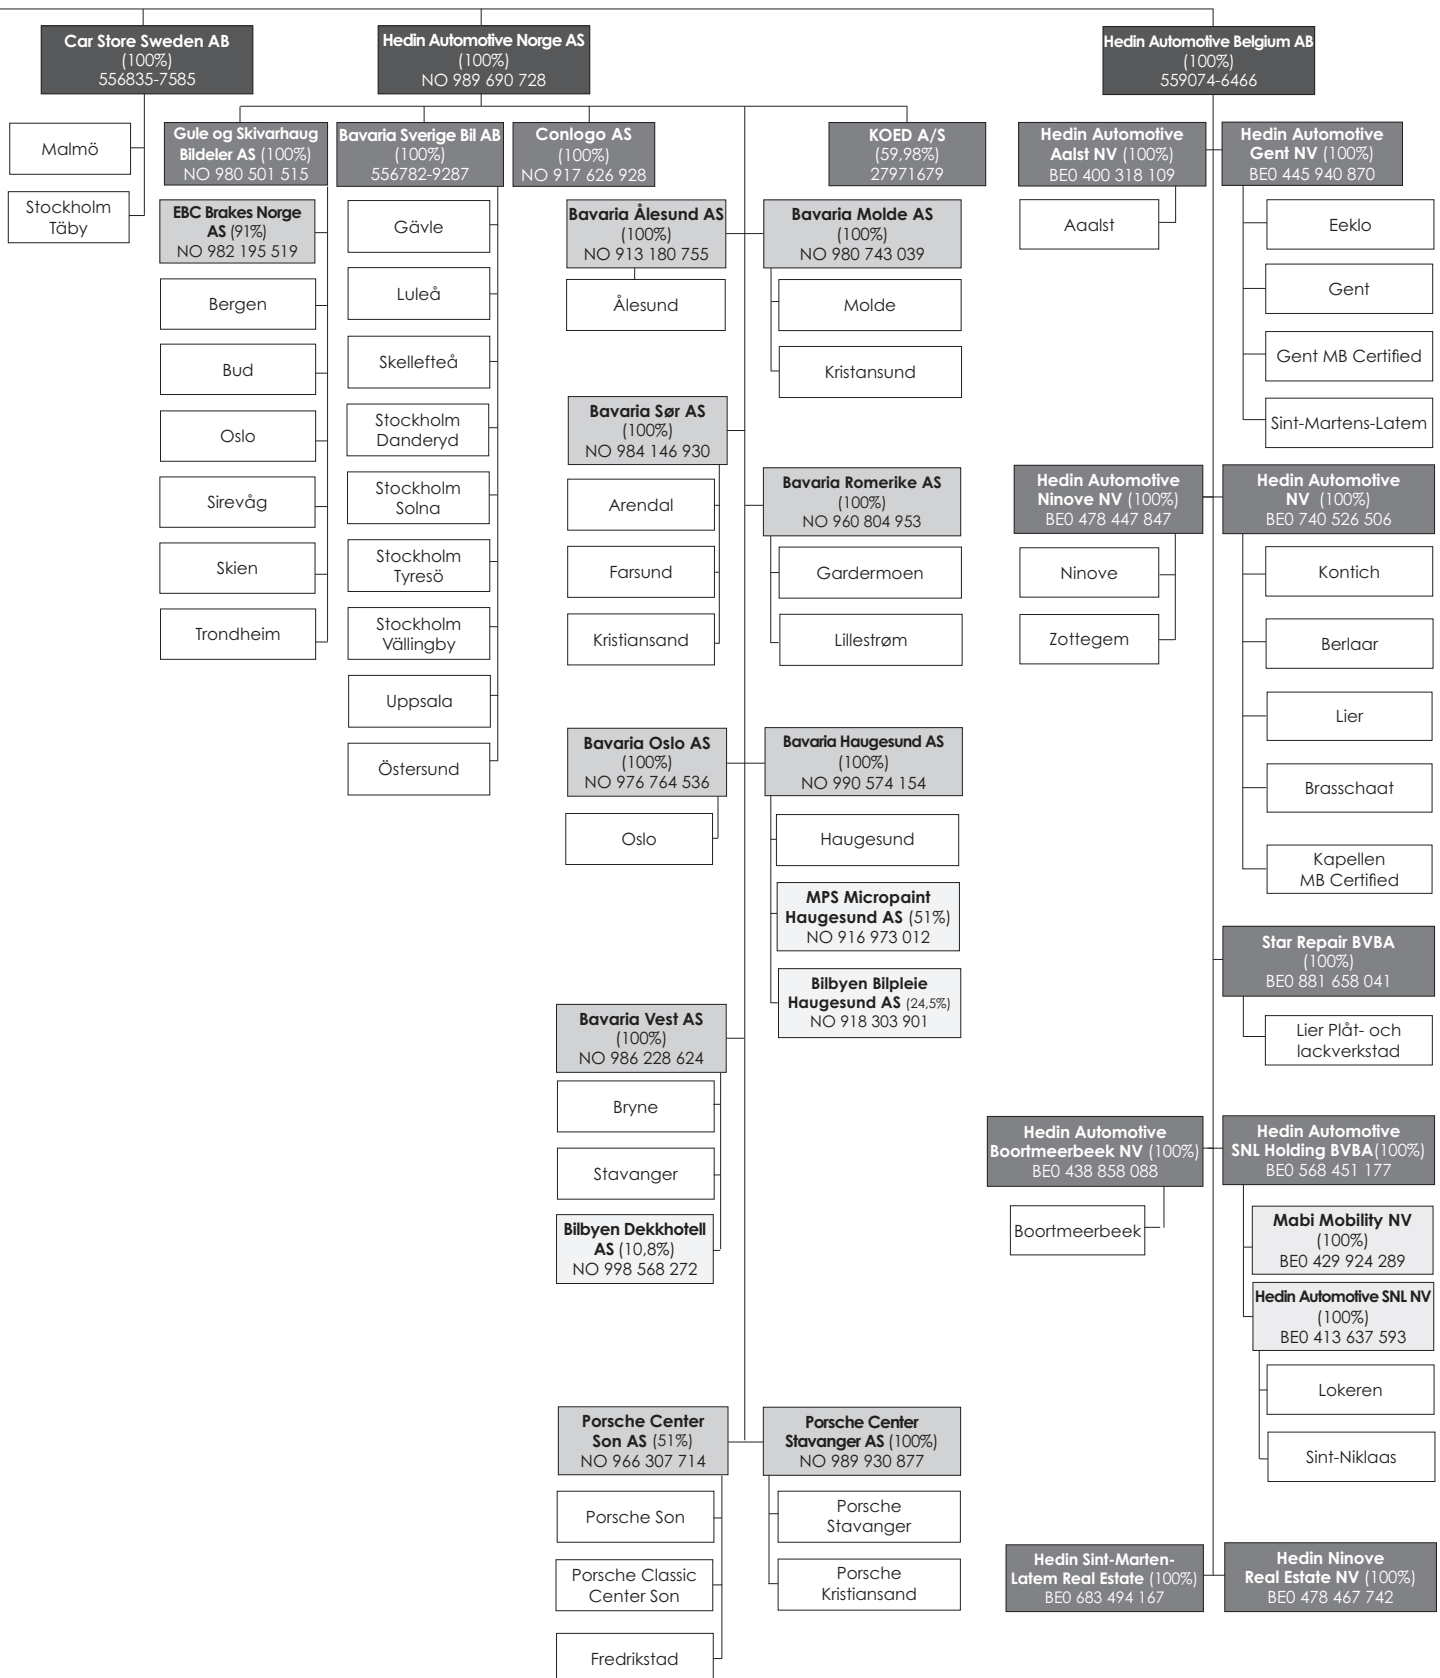 Car Store Sweden AB
(100%)
556835-7585
Malmö
Stockholm
Täby
Hedin Automotive Norge AS
(100%)
NO 989 690 728
Gule og Skivarhaug
Bildeler AS (100%)
NO 980 501 515
EBC Brakes Norge
AS (91%)
NO 982 195 519
Bergen
Bud
Oslo
Sirevåg
Skien
Trondheim
Bavaria Sverige Bil AB
(100%)
556782-9287
Gävle
Luleå
Skellefteå
Stockholm
Danderyd
Stockholm
Solna
Stockholm
Tyresö
Stockholm
Vällingby
Uppsala
Östersund
Conlogo AS
(100%)
NO 917 626 928
KOED A/S
(59,98%)
27971679
Bavaria Ålesund AS
(100%)
NO 913 180 755
Ålesund
Bavaria Molde AS
(100%)
NO 980 743 039
Molde
Kristansund
Bavaria Sør AS
(100%)
NO 984 146 930
Arendal
Farsund
Kristiansand
Bavaria Romerike AS
(100%)
NO 960 804 953
Gardermoen
Lillestrøm
Bavaria Oslo AS
(100%)
NO 976 764 536
Oslo
Bavaria Haugesund AS
(100%)
NO 990 574 154
Haugesund
MPS Micropaint
Haugesund AS (51%)
NO 916 973 012
Bilbyen Bilpleie
Haugesund AS (24,5%)
NO 918 303 901
Bavaria Vest AS
(100%)
NO 986 228 624
Bryne
Stavanger
Bilbyen Dekkhotell
AS (10,8%)
NO 998 568 272
Porsche Center
Son AS (51%)
NO 966 307 714
Porsche Son
Porsche Classic
Center Son
Fredrikstad
Porsche Center
Stavanger AS (100%)
NO 989 930 877
Porsche
Stavanger
Porsche
Kristiansand
Hedin Automotive Belgium AB
(100%)
559074-6466
Hedin Automotive
Aalst NV (100%)
BE0 400 318 109
Aaalst
Hedin Automotive
Gent NV (100%)
BE0 445 940 870
Eeklo
Gent
Gent MB Certified
Sint-Martens-Latem
Hedin Automotive
Ninove NV (100%)
BE0 478 447 847
Ninove
Zottegem
Hedin Automotive
NV (100%)
BE0 740 526 506
Kontich
Berlaar
Lier
Brasschaat
Kapellen
MB Certified
Star Repair BVBA
(100%)
BE0 881 658 041
Lier Plåt- och
lackverkstad
Hedin Automotive
Boortmeerbeek NV (100%)
BE0 438 858 088
Boortmeerbeek
Hedin Automotive
SNL Holding BVBA(100%)
BE0 568 451 177
Mabi Mobility NV
(100%)
BE0 429 924 289
Hedin Automotive SNL NV
(100%)
BE0 413 637 593
Lokeren
Sint-Niklaas
Hedin Sint-Marten-
Latem Real Estate (100%)
BE0 683 494 167
Hedin Ninove
Real Estate NV (100%)
BE0 478 467 742